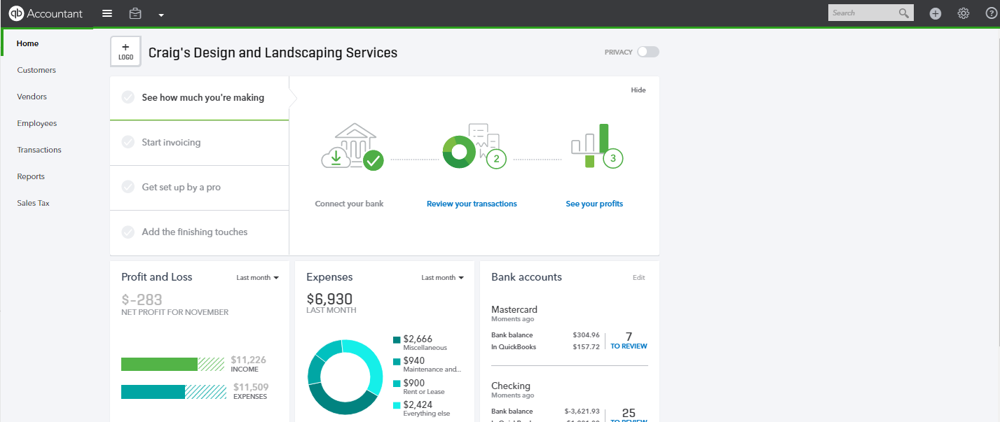 qb Accountant
Search
Home
Customers
Vendors
Employees
Transactions
Reports
Sales Tax
+
LOGO
Craig's Design and Landscaping Services
PRIVACY
See how much you're making
Start invoicing
Get set up by a pro
Add the finishing touches
Hide
2
3
Connect your bank
Review your transactions
See your profits
Profit and Loss
Last month
$-283
NET PROFIT FOR NOVEMBER
$11,226
INCOME
$11,509
EXPENSES
Expenses
Last month
$6,930
LAST MONTH
$2,666
Miscellaneous
$940
Maintenance and...
$900
Rent or Lease
$2,424
Everything else
Bank accounts
Edit
Mastercard
Moments ago
Bank balance $304.96
In QuickBooks $157.72
7
TO REVIEW
Checking
Moments ago
Bank balance $-3,621.93
25
TO REVIEW